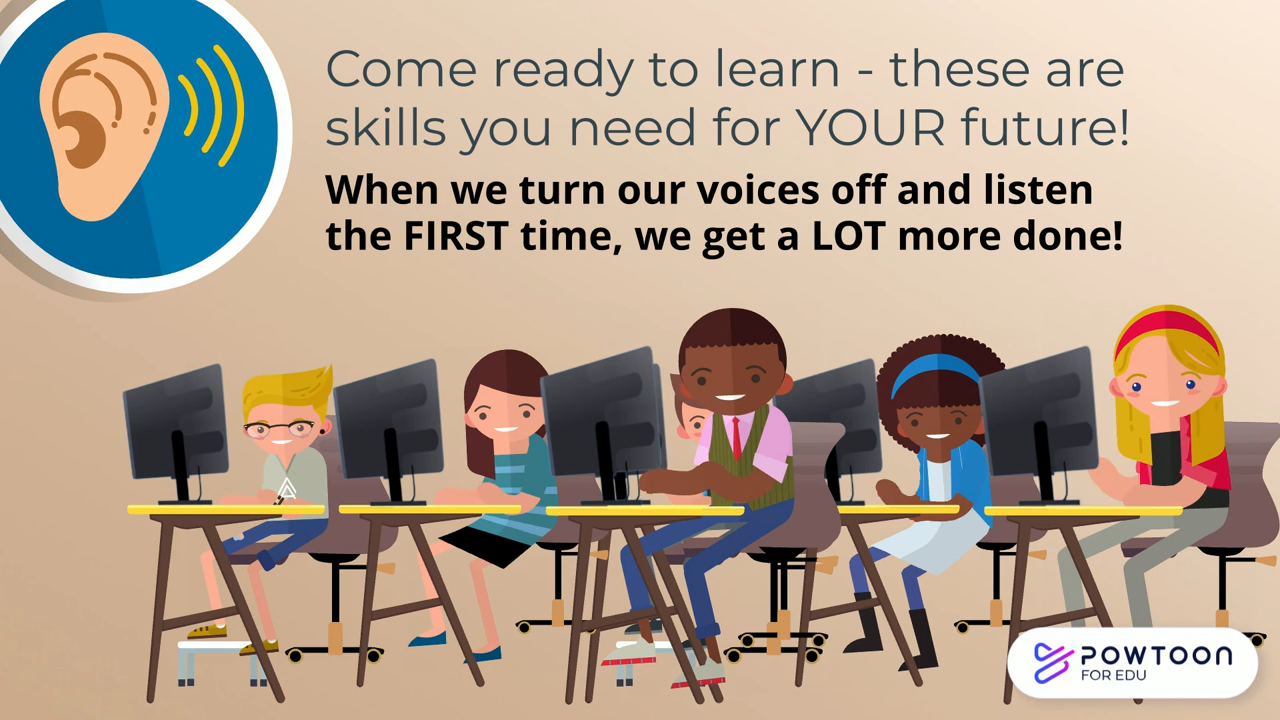 Come ready to learn - these are
skills you need for YOUR future!
When we turn our voices off and listen
the FIRST time, we get a LOT more done!
POWTOON
FOR EDU